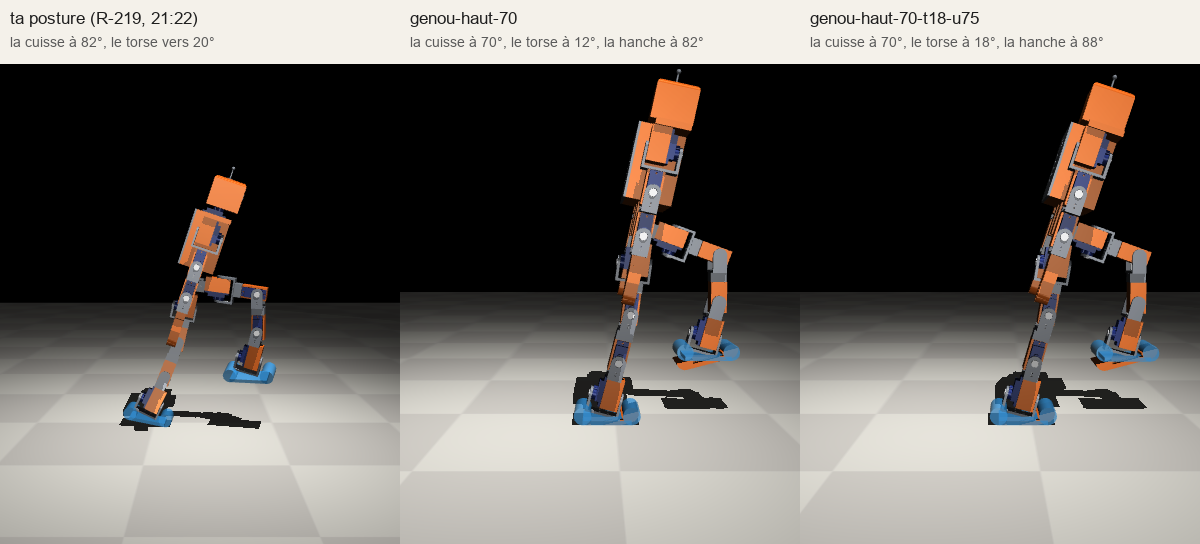 ta posture (R-219, 21:22)
la cuisse à 82°, le torse vers 20°
genou-haut-70
la cuisse à 70°, le torse à 12°, la hanche à 82°
genou-haut-70-t18-u75
la cuisse à 70°, le torse à 18°, la hanche à 88°